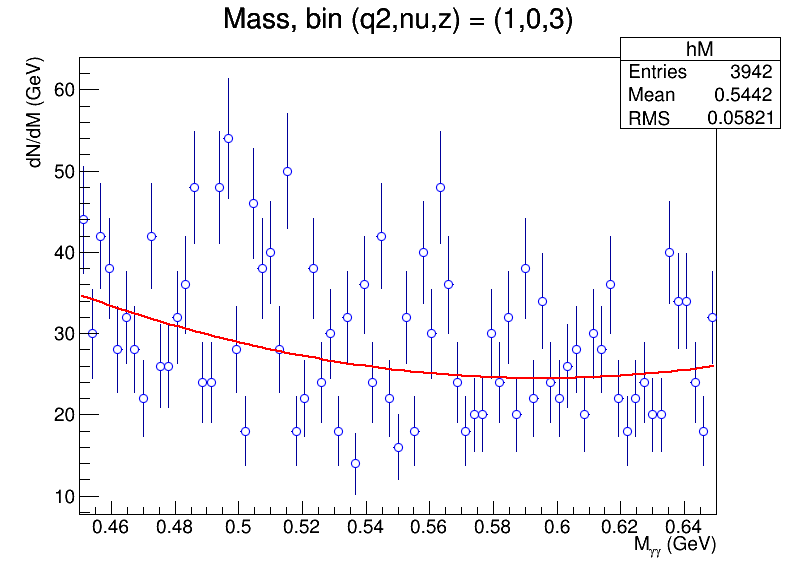 Mass, bin (q2,nu,z) = (1,0,3)
hM
Entries 3942
Mean 0.5442
RMS 0.05821
dN/dM (GeV)
60
50
40
30
20
10
0.46 0.48 0.5 0.52 0.54 0.56 0.58 0.6 0.62 0.64
Mγγ (GeV)